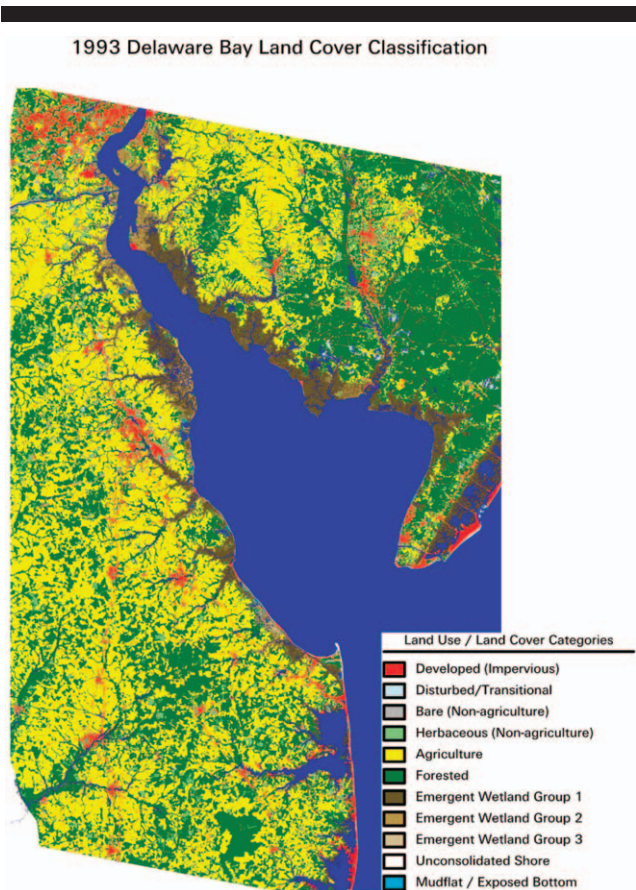 1993 Delaware Bay Land Cover Classification
Land Use / Land Cover Categories
Developed (Impervious)
Disturbed/Transitional
Bare (Non-agriculture)
Herbaceous (Non-agriculture)
Agriculture
Forested
Emergent Wetland Group 1
Emergent Wetland Group 2
Emergent Wetland Group 3
Unconsolidated Shore
Mudflat / Exposed Bottom